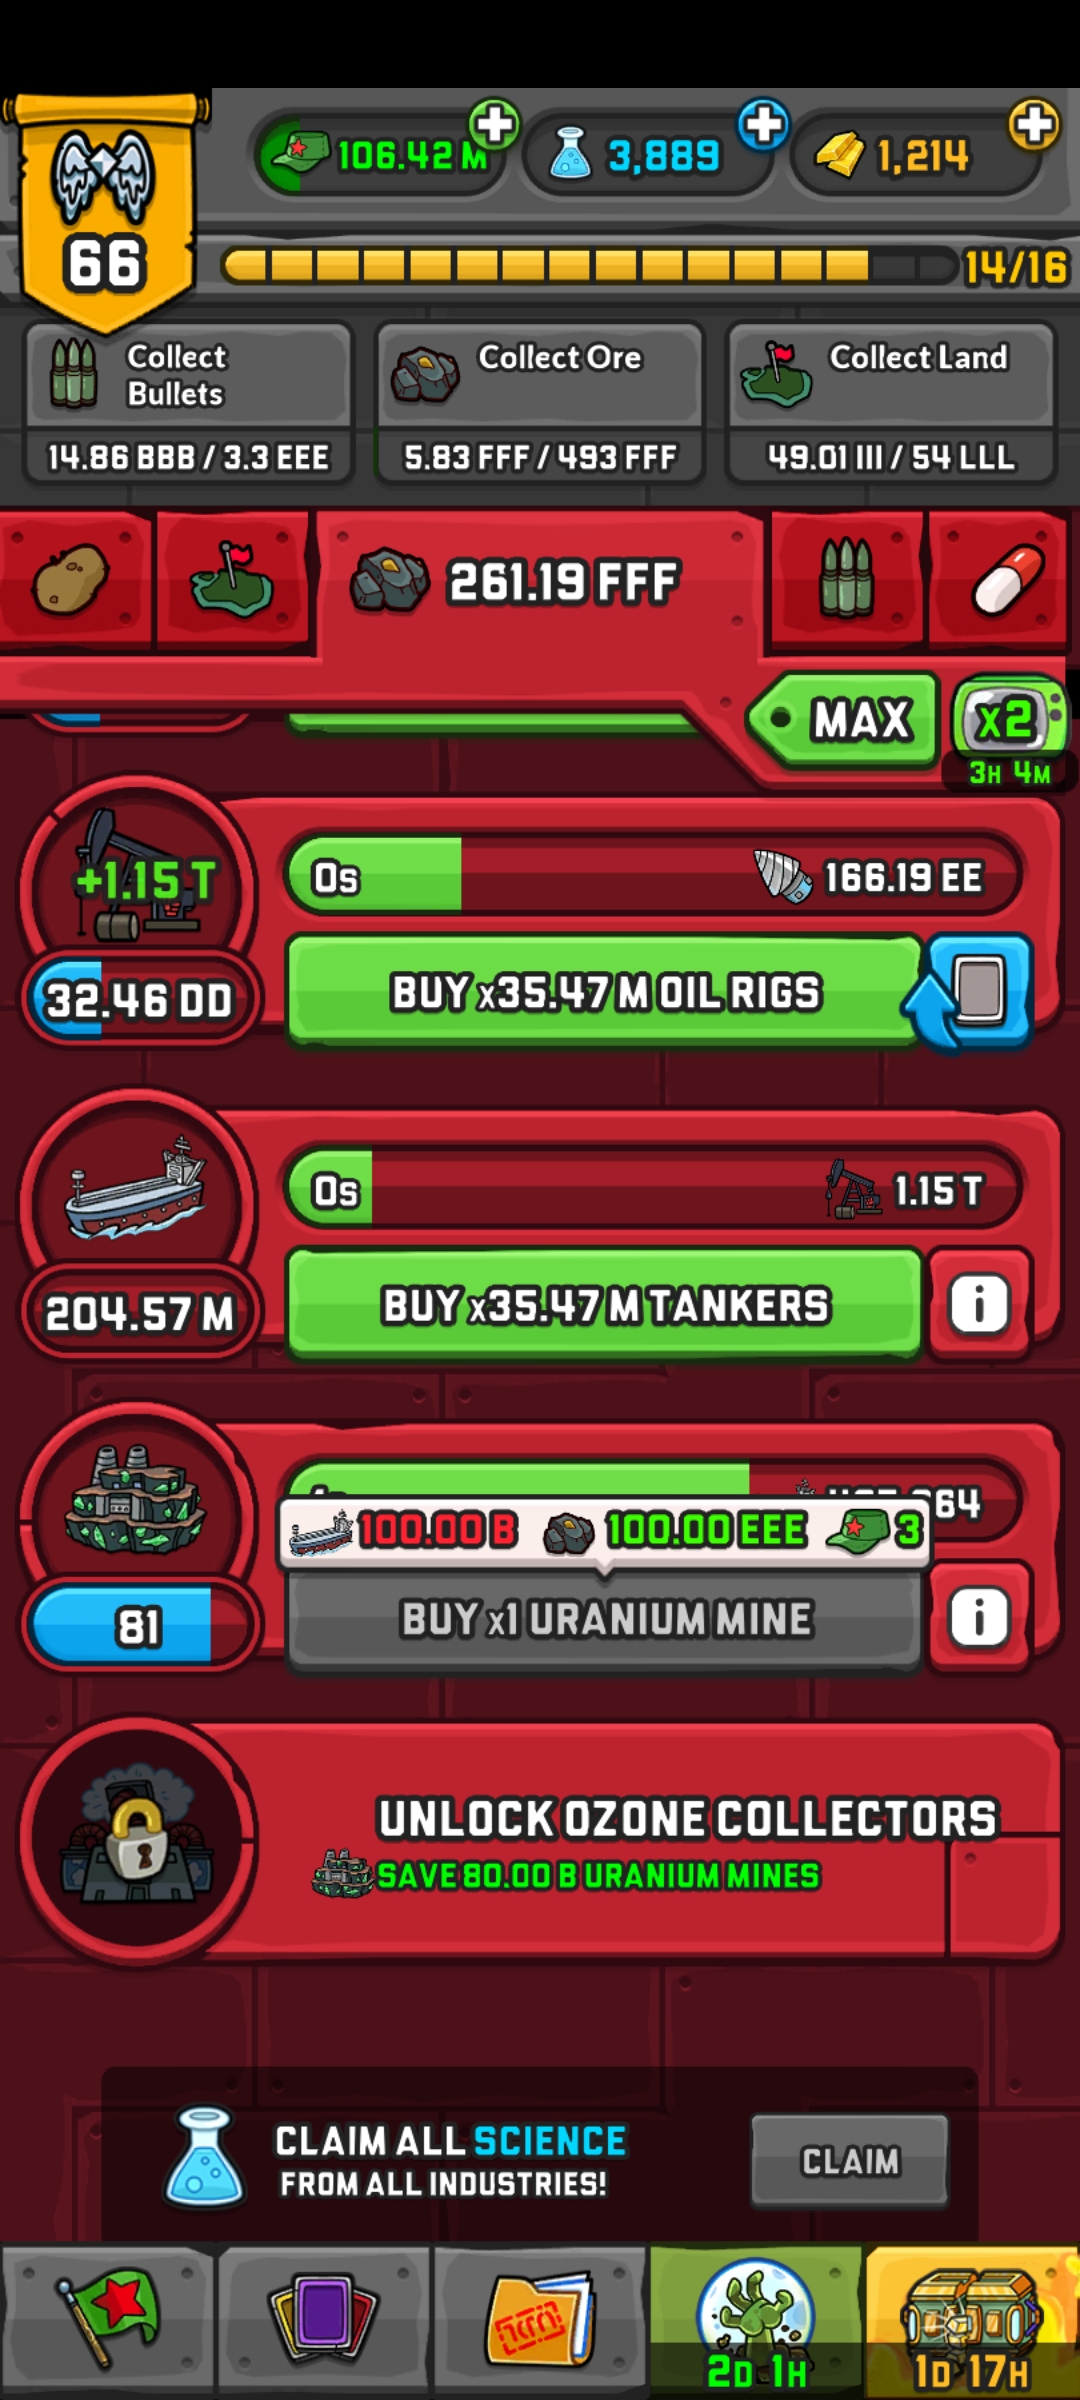 66
106.42 M
3,889
1,214
14/16
Collect Bullets
14.86 BBB / 3.3 EEE
Collect Ore
5.83 FFF / 493 FFF
Collect Land
49.01 III / 54 LLL
261.19 FFF
MAX
x2
3H 4M
+1.15 T
0s
166.19 EE
32.46 DD
BUY x35.47 M OIL RIGS
0s
1.15 T
204.57 M
BUY x35.47 M TANKERS
i
100.00 B
100.00 EEE
3
81
BUY x1 URANIUM MINE
i
UNLOCK OZONE COLLECTORS
SAVE 80.00 B URANIUM MINES
CLAIM ALL SCIENCE
FROM ALL INDUSTRIES!
CLAIM
2D 1H
1D 17H